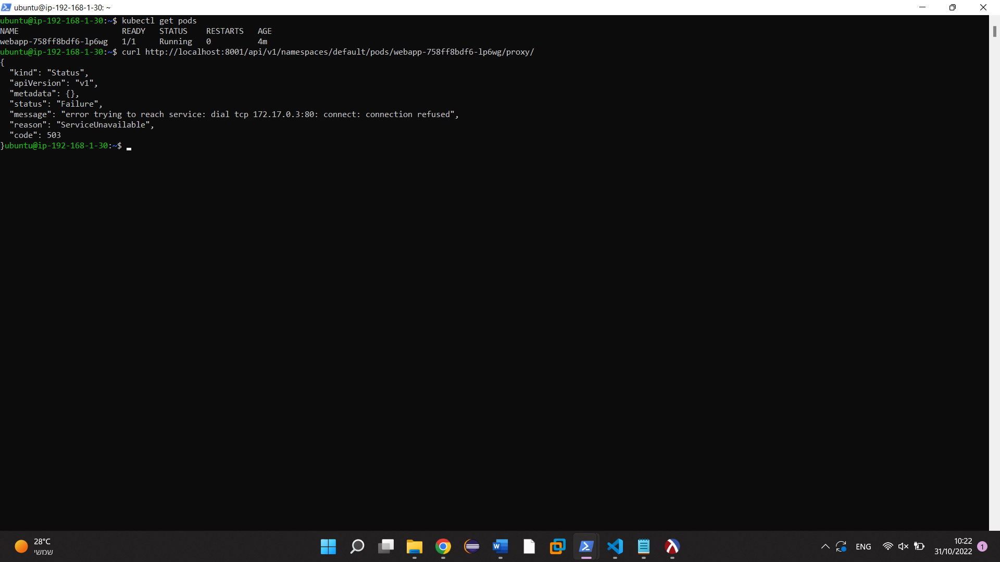 ubuntu@ip-192-168-1-30: ~
ubuntu@ip-192-168-1-30:~$ kubectl get pods
NAME                      READY   STATUS    RESTARTS   AGE
webapp-758ff8bdf6-lp6wg   1/1     Running   0          4m
ubuntu@ip-192-168-1-30:~$ curl http://localhost:8001/api/v1/namespaces/default/pods/webapp-758ff8bdf6-lp6wg/proxy/
{
  "kind": "Status",
  "apiVersion": "v1",
  "metadata": {},
  "status": "Failure",
  "message": "error trying to reach service: dial tcp 172.17.0.3:80: connect: connection refused",
  "reason": "ServiceUnavailable",
  "code": 503
}ubuntu@ip-192-168-1-30:~$
28°C
שמשי
W
ENG
10:22
31/10/2022
1